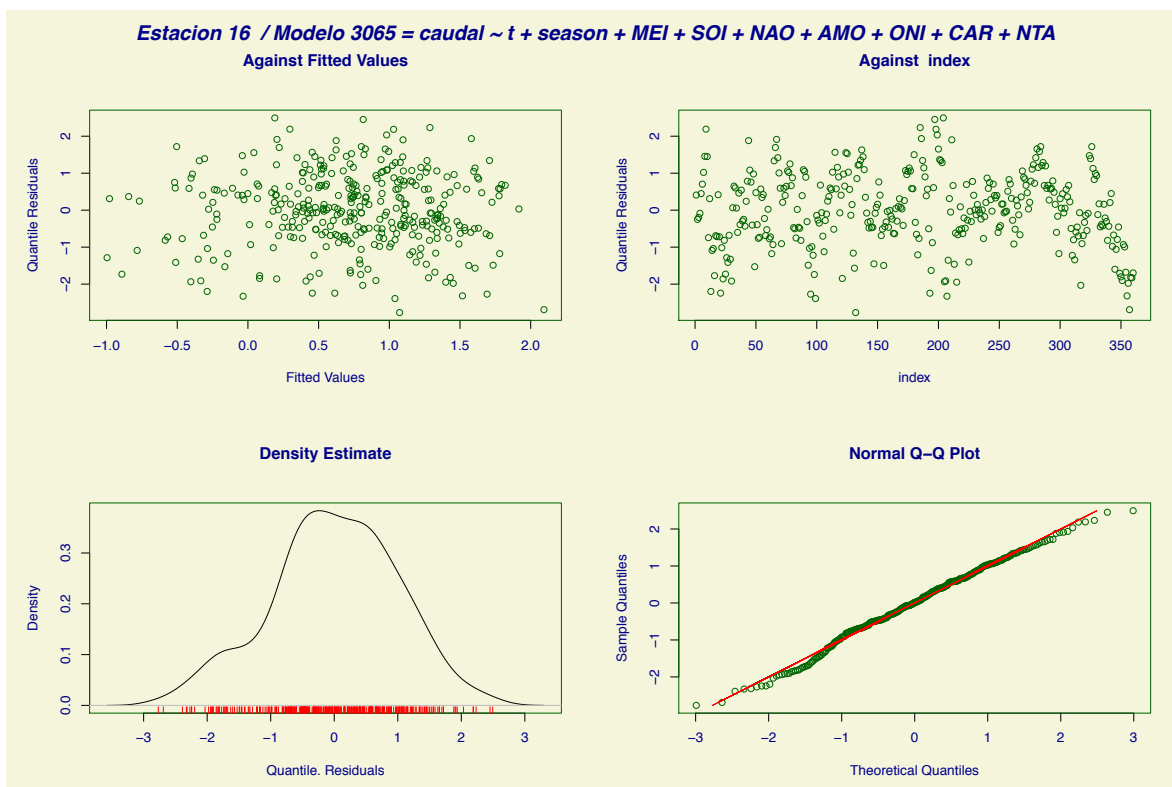 Estacion 16 / Modelo 3065 = caudal ~ t + season + MEI + SOI + NAO + AMO + ONI + CAR + NTA
Against Fitted Values
Quantile Residuals
2
1
0
−1
−2
−1.0 −0.5 0.0 0.5 1.0 1.5 2.0
Fitted Values
Against index
Quantile Residuals
2
1
0
−1
−2
0 50 100 150 200 250 300 350
index
Density Estimate
Density
0.3
0.2
0.1
0.0
−3 −2 −1 0 1 2 3
Quantile. Residuals
Normal Q−Q Plot
Sample Quantiles
2
1
0
−1
−2
−3 −2 −1 0 1 2 3
Theoretical Quantiles